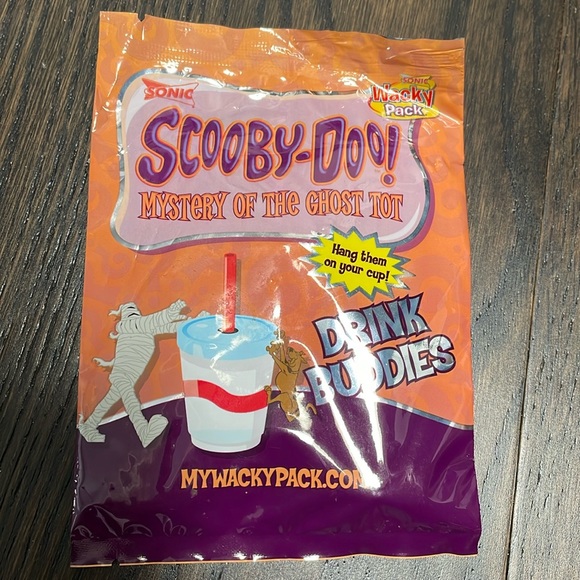 SONIC
SONIC
Wacky
Pack
SCOOBY-DOO!
MYSTERY OF THE GHOST TOT
Hang them
on your cup!
DRINK
BUDDIES
MYWACKYPACK.COM